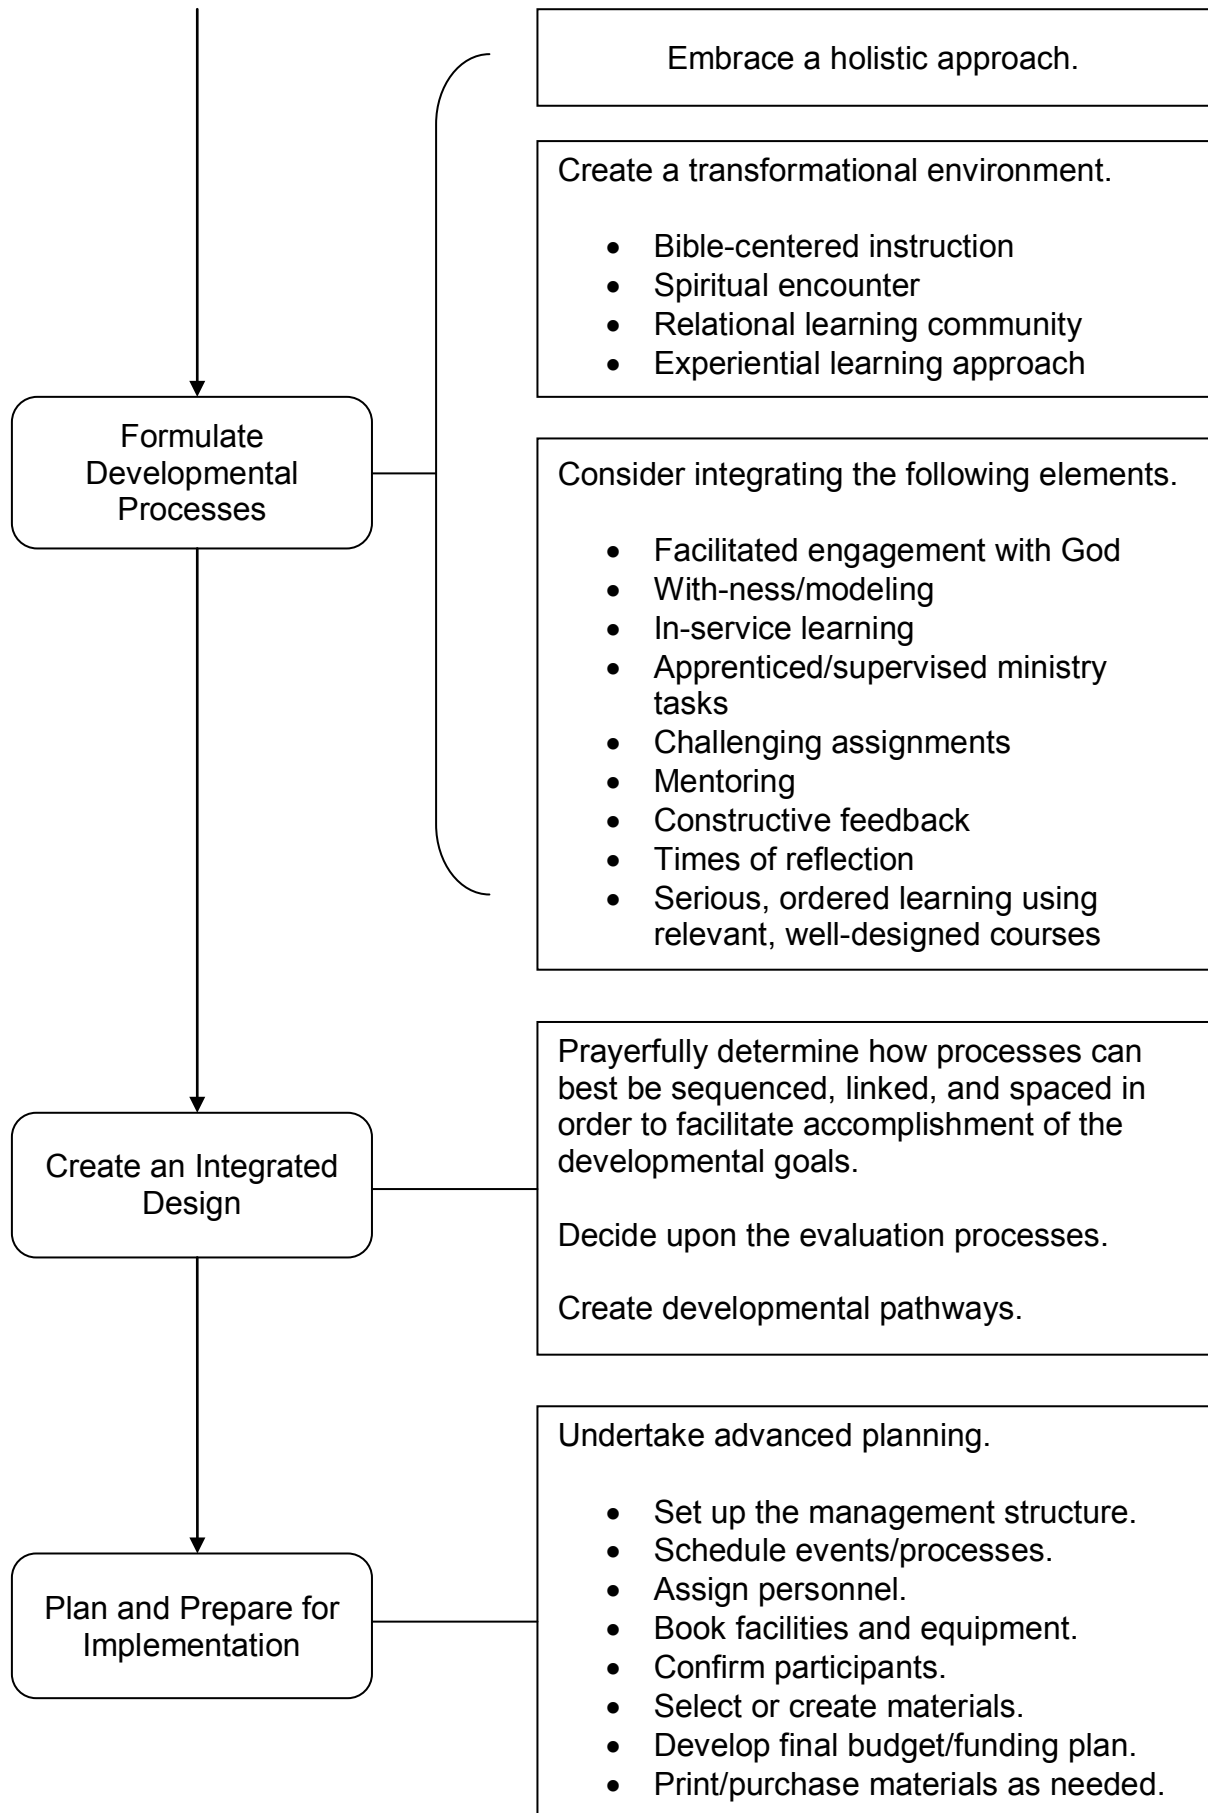 Embrace a holistic approach.
Create a transformational environment.
• Bible-centered instruction
• Spiritual encounter
• Relational learning community
• Experiential learning approach
Formulate
Developmental
Processes
Consider integrating the following elements.
• Facilitated engagement with God
• With-ness/modeling
• In-service learning
• Apprenticed/supervised ministry
tasks
• Challenging assignments
• Mentoring
• Constructive feedback
• Times of reflection
• Serious, ordered learning using
relevant, well-designed courses
Create an Integrated
Design
Prayerfully determine how processes can
best be sequenced, linked, and spaced in
order to facilitate accomplishment of the
developmental goals.
Decide upon the evaluation processes.
Create developmental pathways.
Plan and Prepare for
Implementation
Undertake advanced planning.
• Set up the management structure.
• Schedule events/processes.
• Assign personnel.
• Book facilities and equipment.
• Confirm participants.
• Select or create materials.
• Develop final budget/funding plan.
• Print/purchase materials as needed.